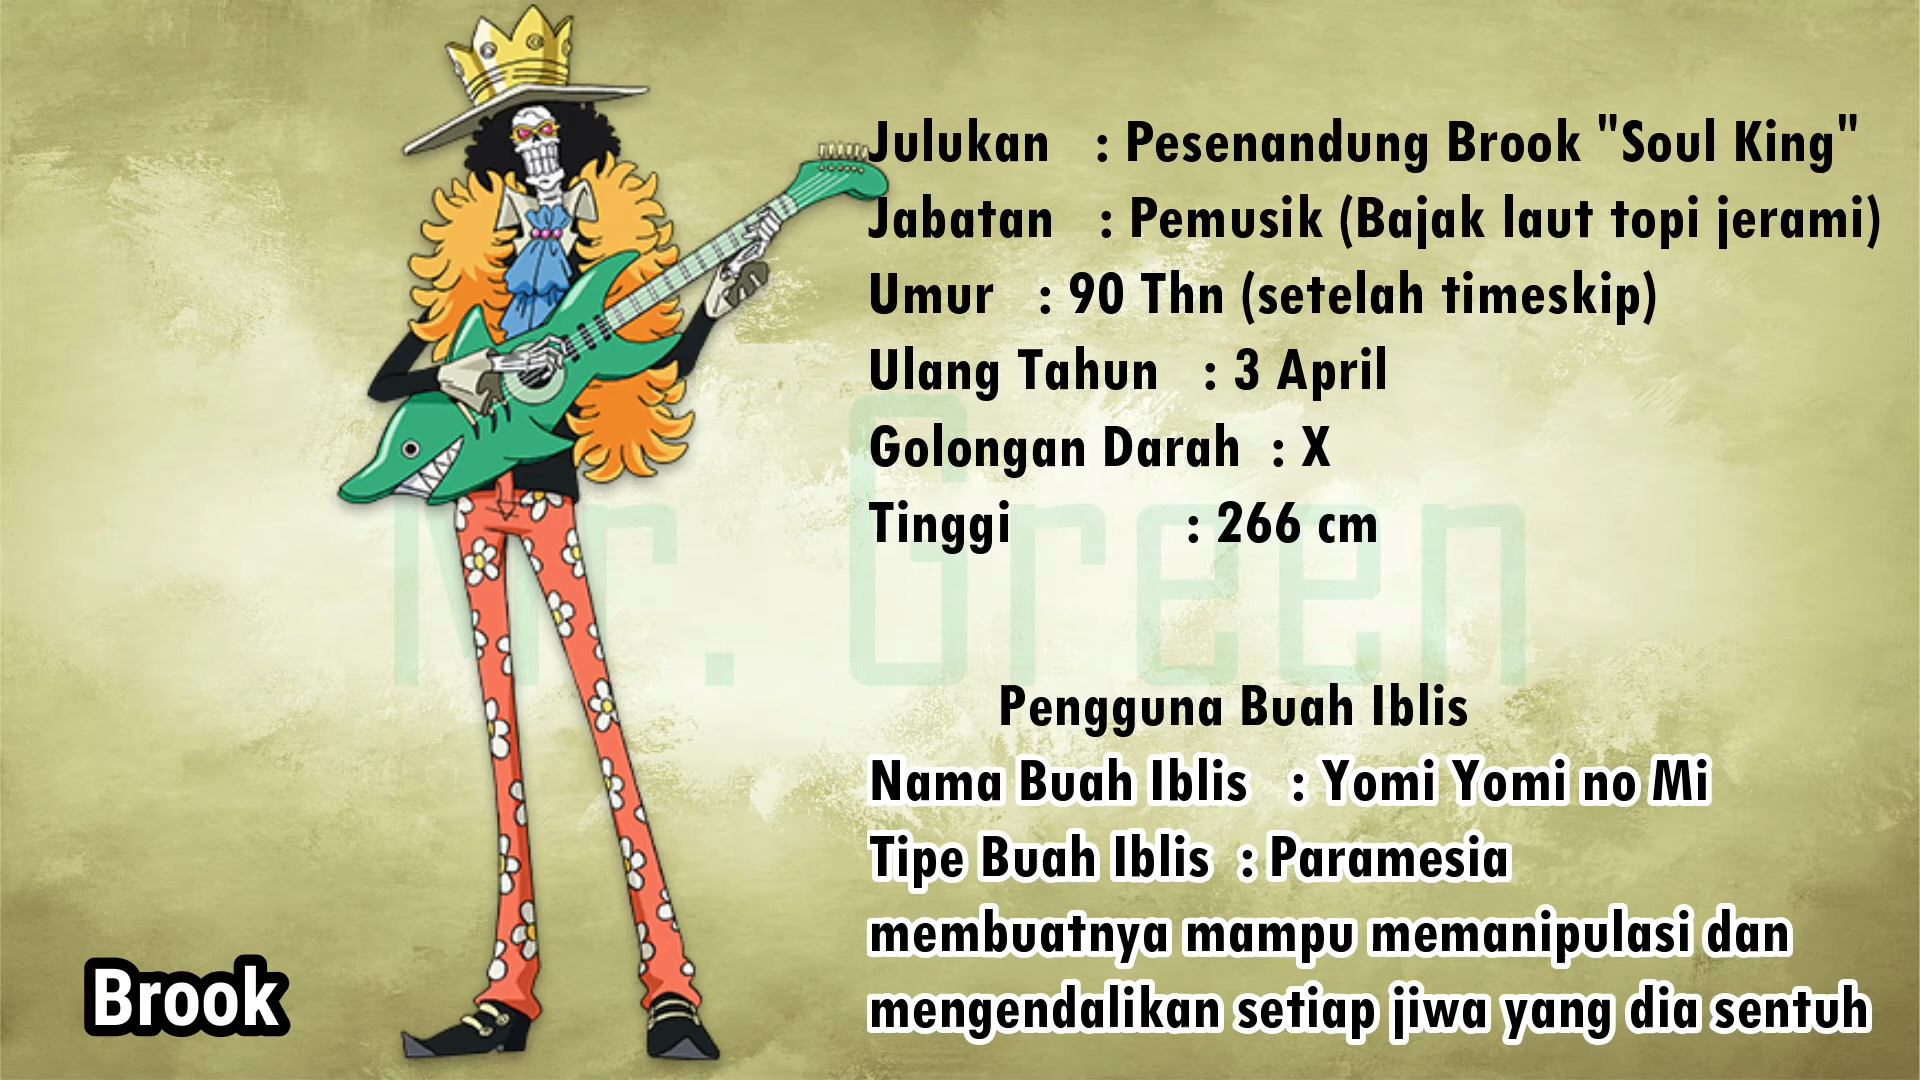 Julukan : Pesenandung Brook "Soul King"
Jabatan : Pemusik (Bajak laut topi jerami)
Umur : 90 Thn (setelah timeskip)
Ulang Tahun : 3 April
Golongan Darah : X
Tinggi : 266 cm
Mr. Green
Pengguna Buah Iblis
Nama Buah Iblis : Yomi Yomi no Mi
Tipe Buah Iblis : Paramesia
membuatnya mampu memanipulasi dan
mengendalikan setiap jiwa yang dia sentuh
Brook